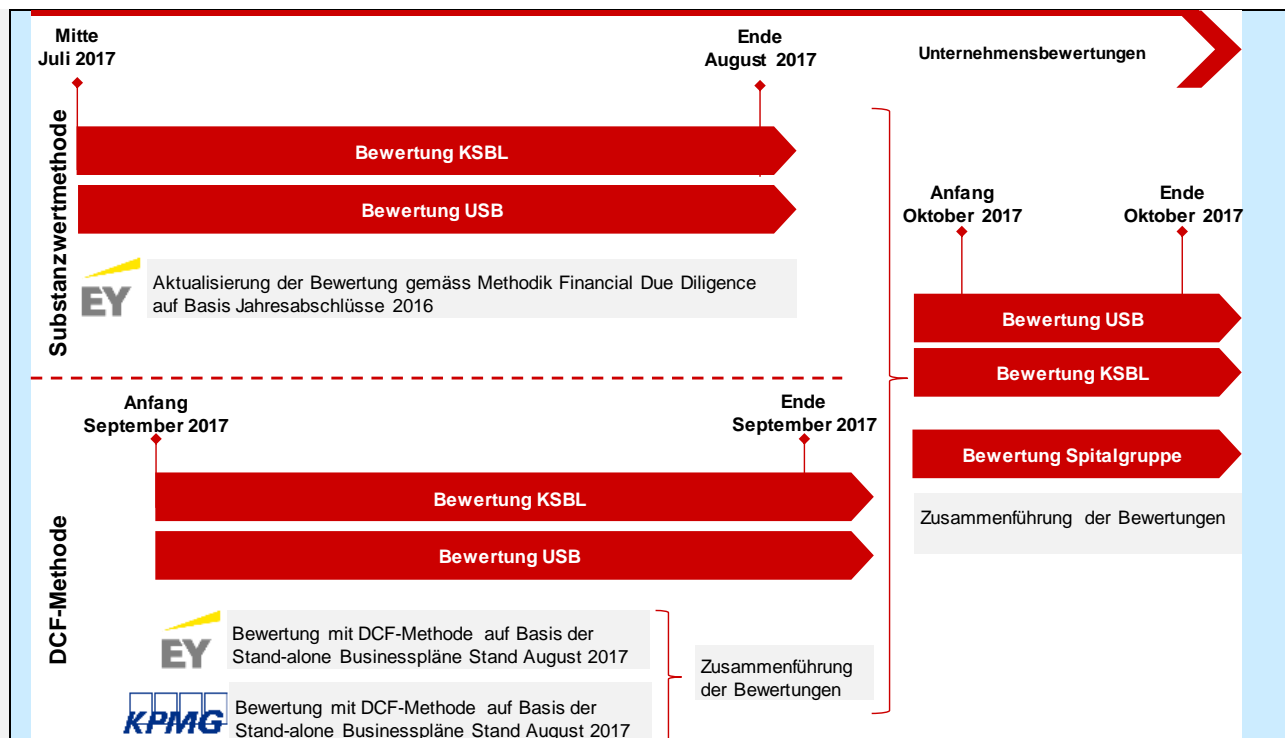 Mitte
Juli 2017
Ende
August 2017
Unternehmensbewertungen
Substanzwertmethode
Bewertung KSBL
Bewertung USB
EY
Aktualisierung der Bewertung gemäss Methodik Financial Due Diligence
auf Basis Jahresabschlüsse 2016
Anfang
Oktober 2017
Ende
Oktober 2017
Bewertung USB
Bewertung KSBL
Bewertung Spitalgruppe
Zusammenführung der Bewertungen
DCF-Methode
Anfang
September 2017
Ende
September 2017
Bewertung KSBL
Bewertung USB
EY
Bewertung mit DCF-Methode auf Basis der
Stand-alone Businesspläne Stand August 2017
KPMG
Bewertung mit DCF-Methode auf Basis der
Stand-alone Businesspläne Stand August 2017
Zusammenführung
der Bewertungen